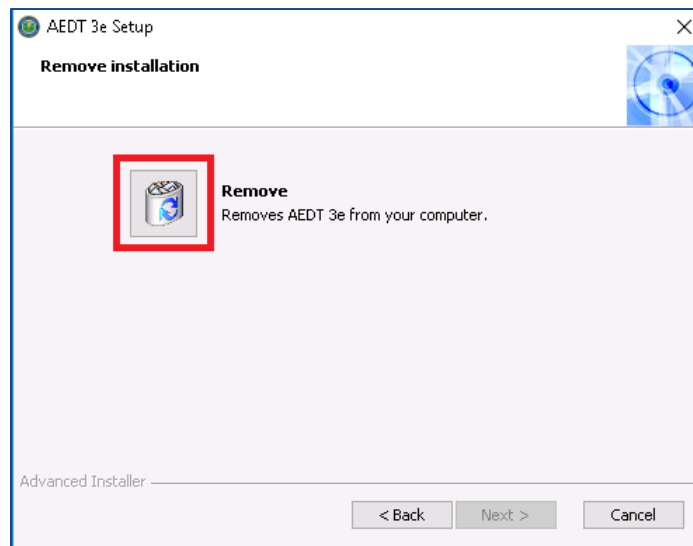 AEDT 3e Setup
Remove installation
Remove
Removes AEDT 3e from your computer.
Advanced Installer
< Back
Next >
Cancel